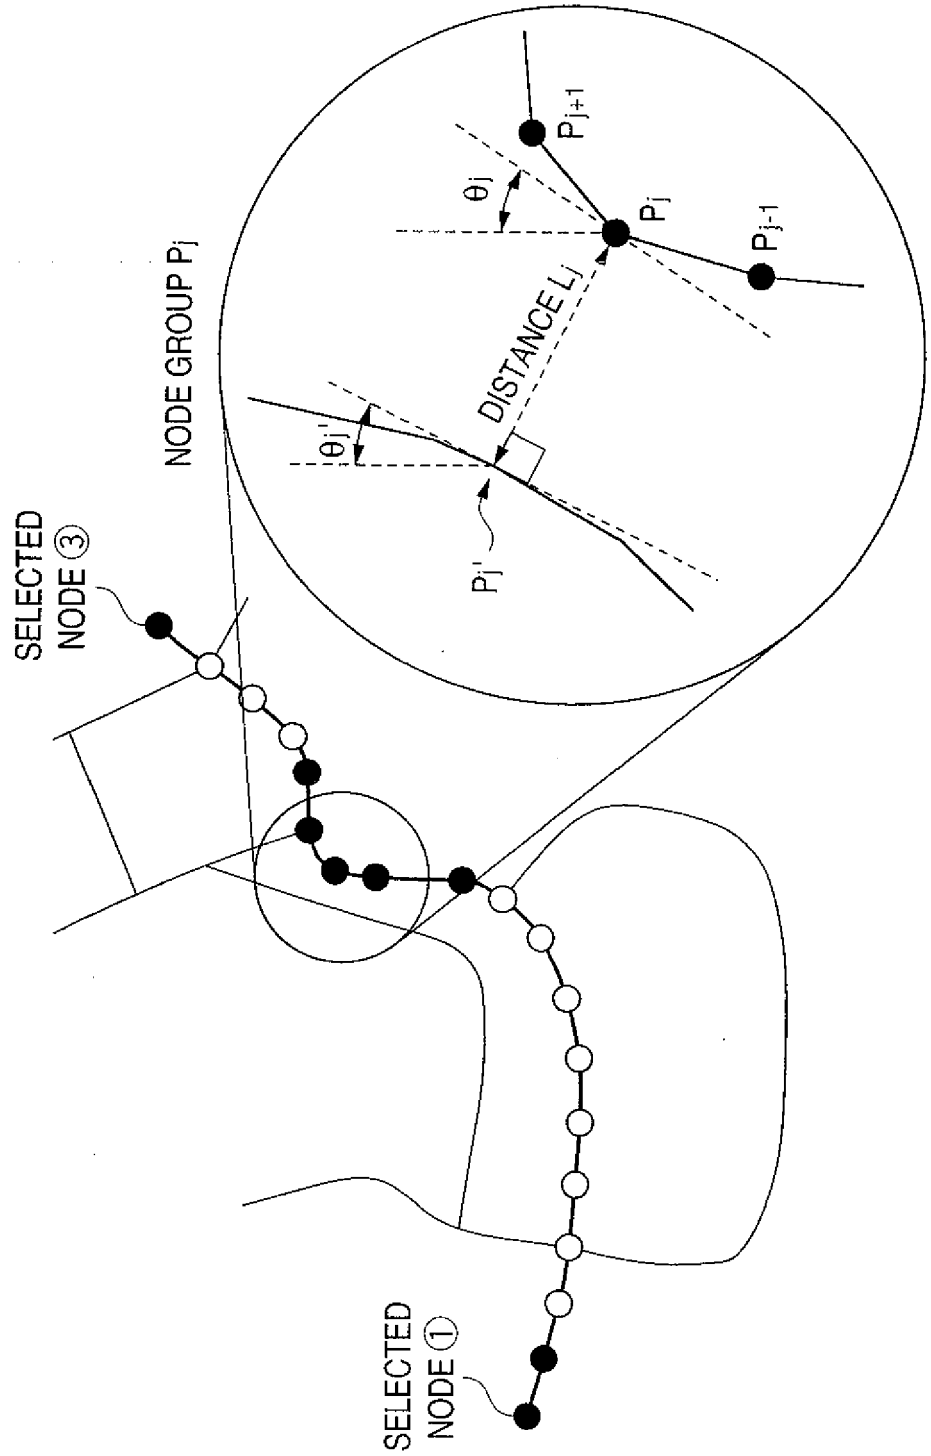 SELECTED
NODE ③
NODE GROUP Pj
θj
Pj+1
Pj
Pj-1
DISTANCE Lj
θj'
Pj'
SELECTED
NODE ①